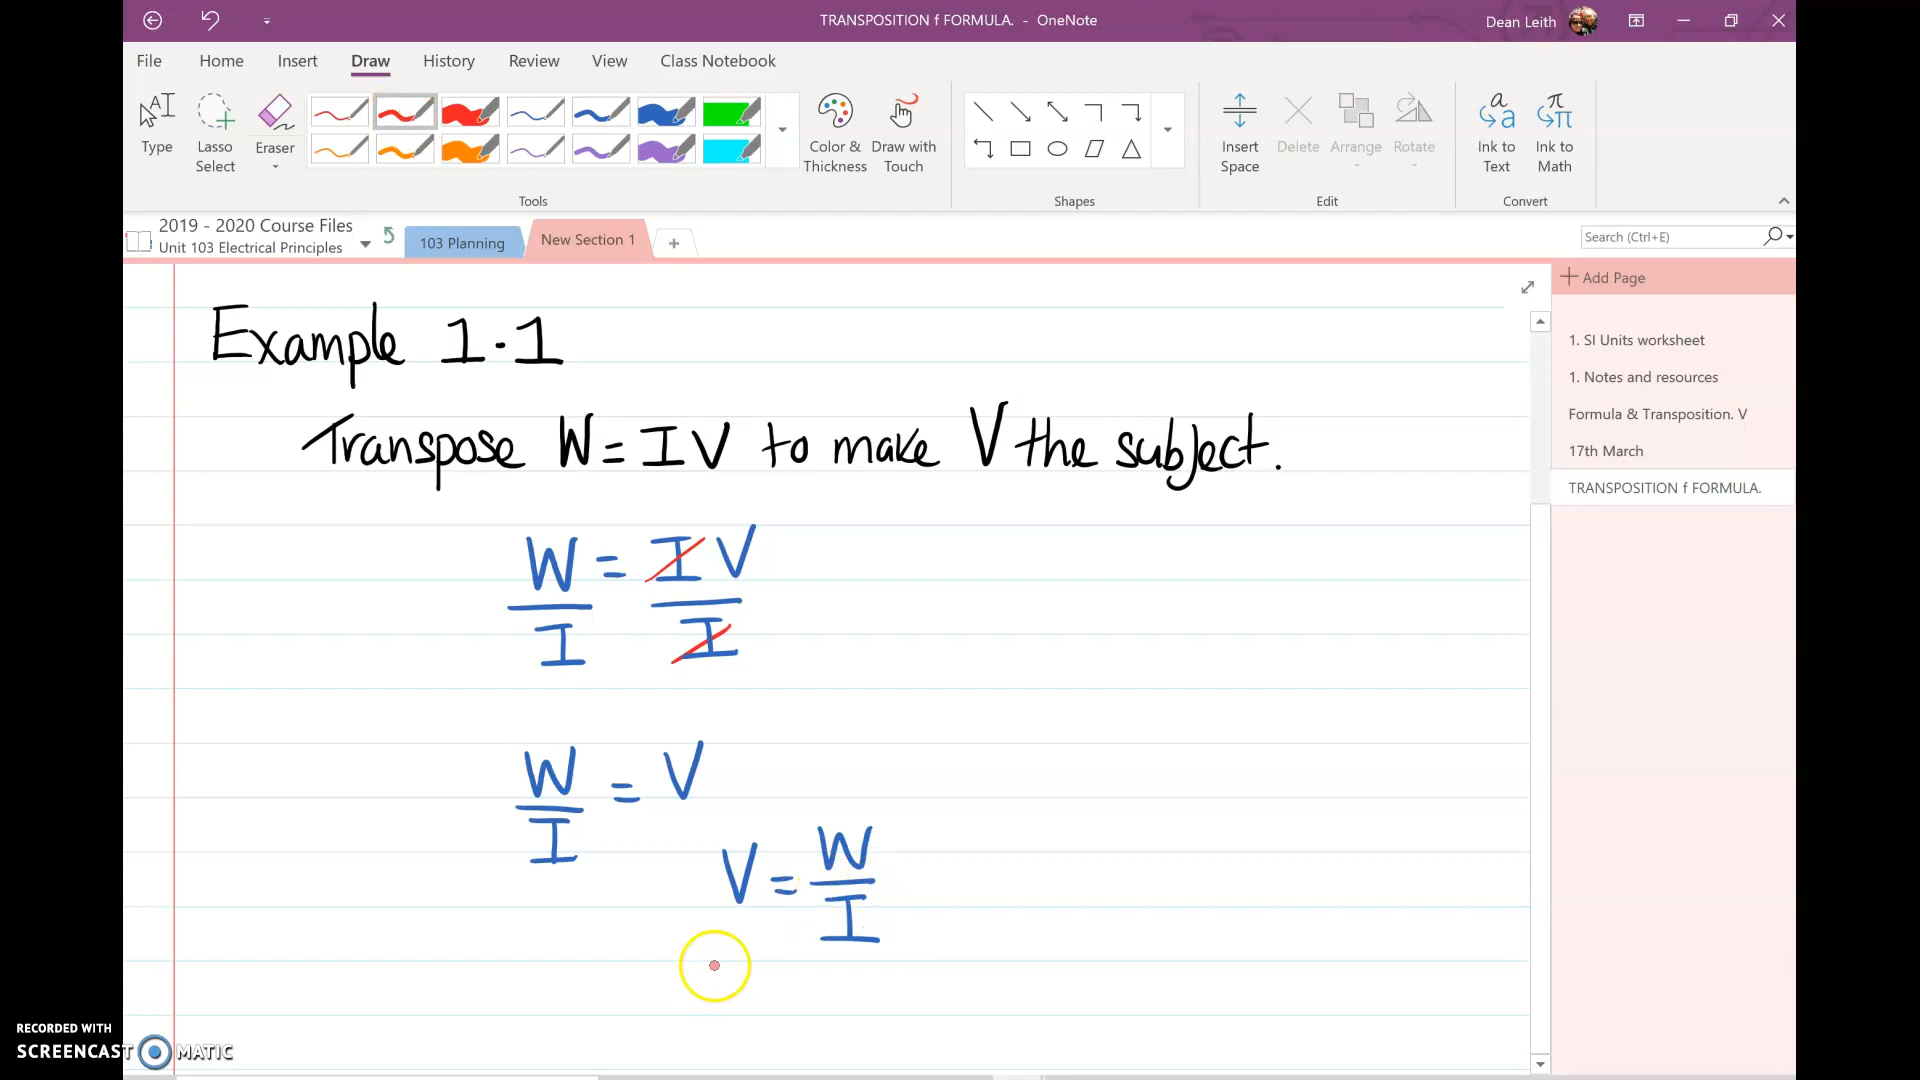 TRANSPOSITION f FORMULA. - OneNote
Dean Leith
File Home Insert Draw History Review View Class Notebook
Type
Lasso Select
Eraser
Color & Thickness
Draw with Touch
Insert Space
Delete
Arrange
Rotate
Ink to Text
Ink to Math
Tools
Shapes
Edit
Convert
2019 - 2020 Course Files
Unit 103 Electrical Principles
103 Planning
New Section 1
Search (Ctrl+E)
Add Page
1. SI Units worksheet
1. Notes and resources
Formula & Transposition. V
17th March
TRANSPOSITION f FORMULA.
Example 1.1
Transpose W = IV to make V the subject.
W = I V
I I
W = V
I
V = W
I
RECORDED WITH
SCREENCAST MATIC